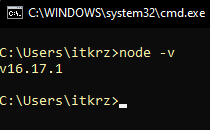 C:\WINDOWS\system32\cmd.exe
C:\Users\itkrz>node -v
v16.17.1
C:\Users\itkrz>